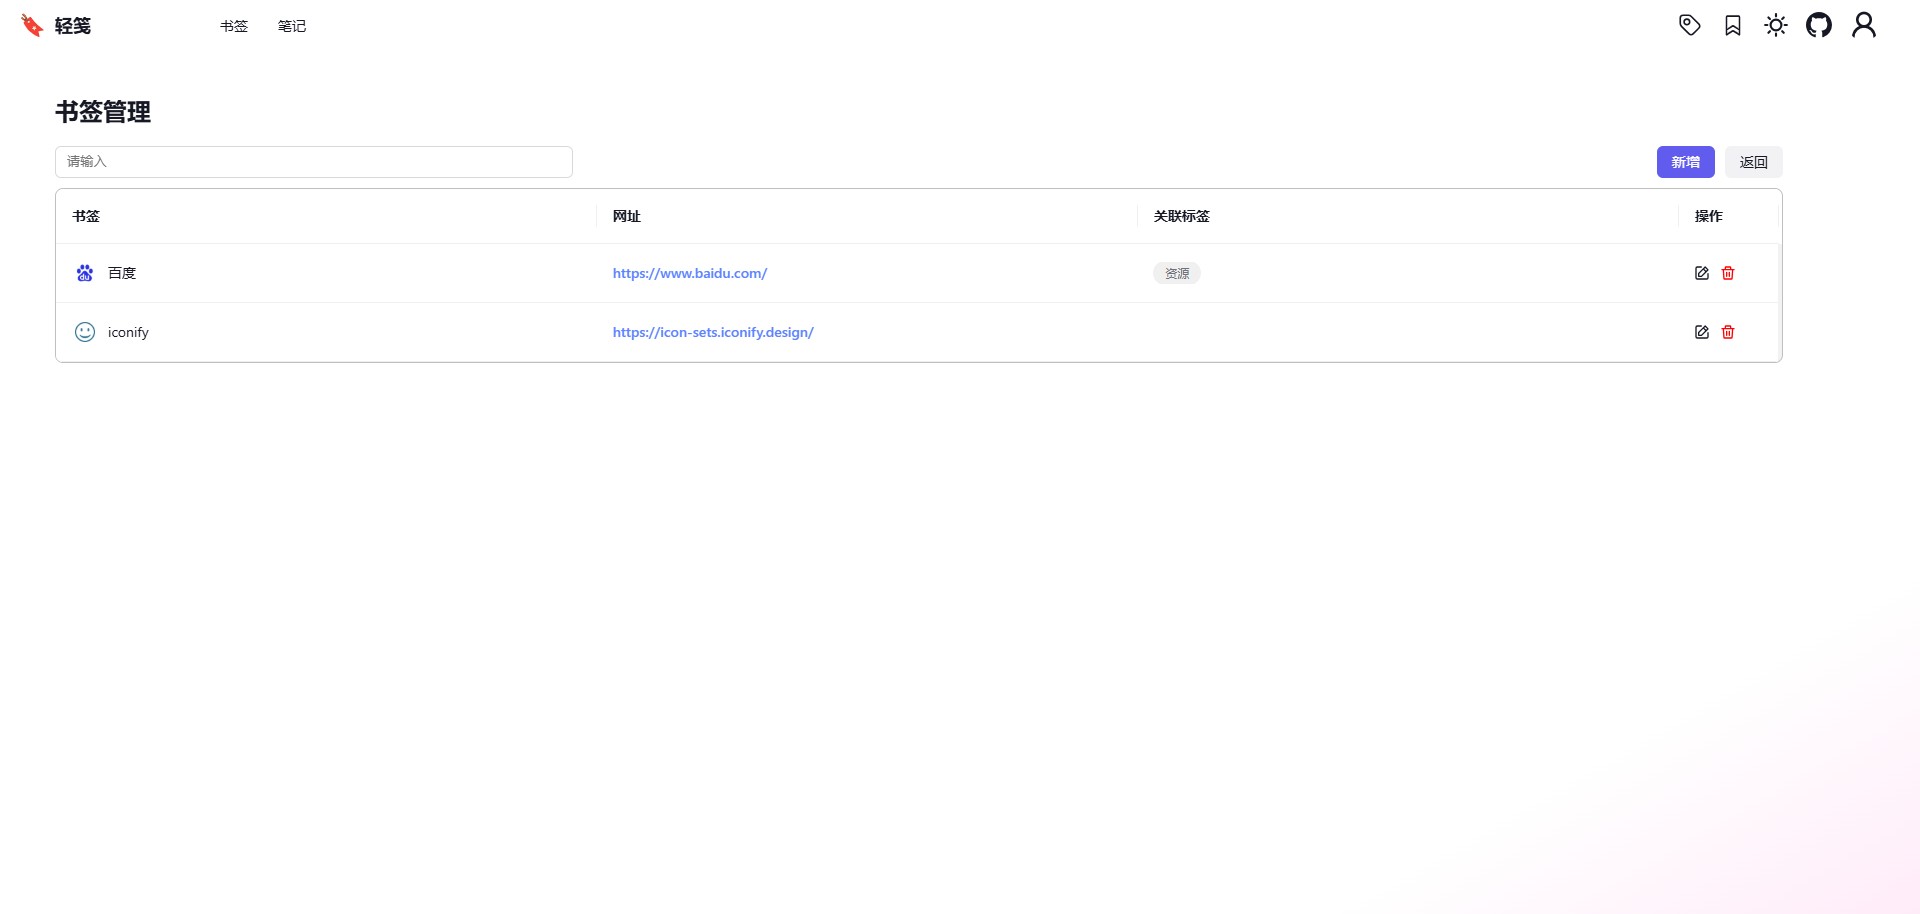 轻笺 书签 笔记
书签管理
请输入 新增 返回
书签 网址 关联标签 操作
百度 https://www.baidu.com/ 资源
iconify https://icon-sets.iconify.design/